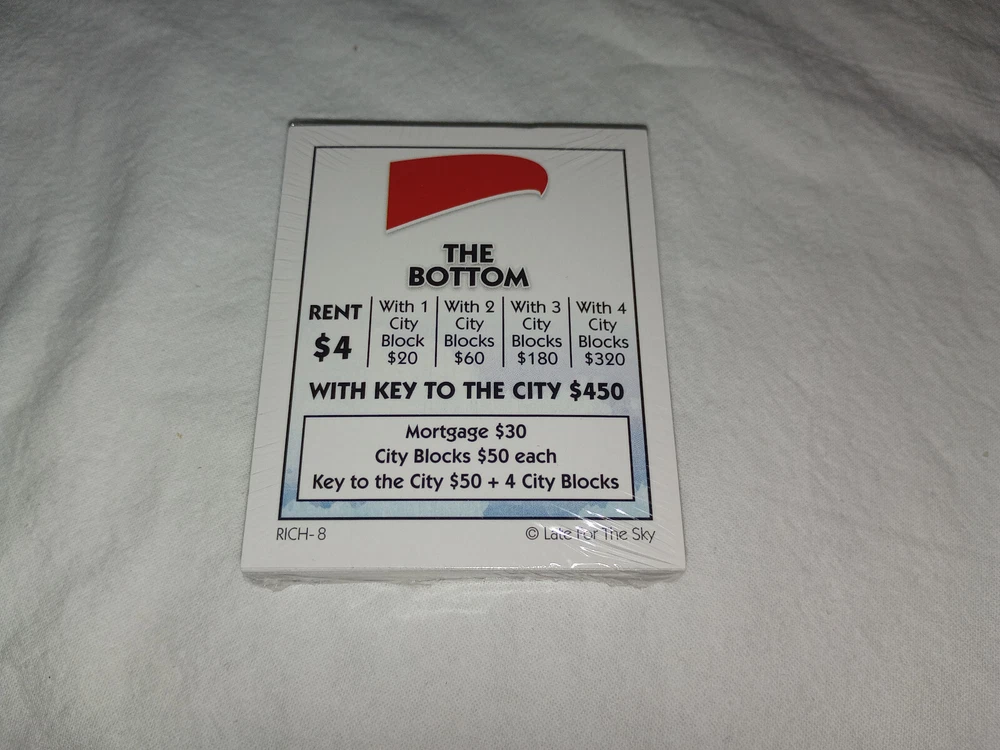 THE
BOTTOM
RENT
$4
With 1
City
Block
$20
With 2
City
Blocks
$60
With 3
City
Blocks
$180
With 4
City
Blocks
$320
WITH KEY TO THE CITY $450
Mortgage $30
City Blocks $50 each
Key to the City $50 + 4 City Blocks
RICH-8
© Late For The Sky